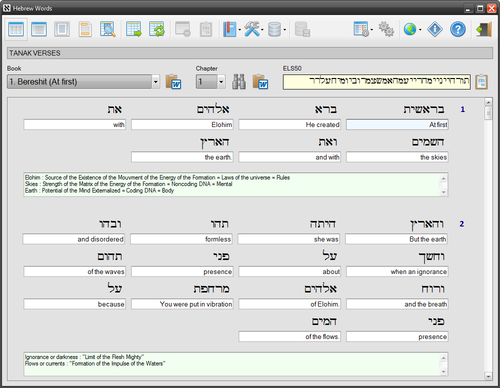 Hebrew Words
TANAK VERSES
Book
Chapter
ELS50
1. Bereshit (At first)
1
בראשית ברא אלהים את
1
At first He created Elohim with
השמים ואת הארץ
the skies and with the earth.
Elohim : Source of the Existence of the Mouvment of the Energy of the Formation = Laws of the universe = Rules
Skies : Strength of the Matrix of the Energy of the Formation = Noncoding DNA = Mental
Earth : Potential of the Mind Externalized = Coding DNA = Body
והארץ היתה תהו ובהו
2
But the earth she was formless and disordered
וחשך על פני תהום
when an ignorance about presence of the waves
ורוח אלהים מרחפת על
and the breath of Elohim. You were put in vibration because
פני המים
presence of the flows.
Ignorance or darkness : "Limit of the Flesh Mighty"
Flows or currents : "Formation of the Impulse of the Waters"